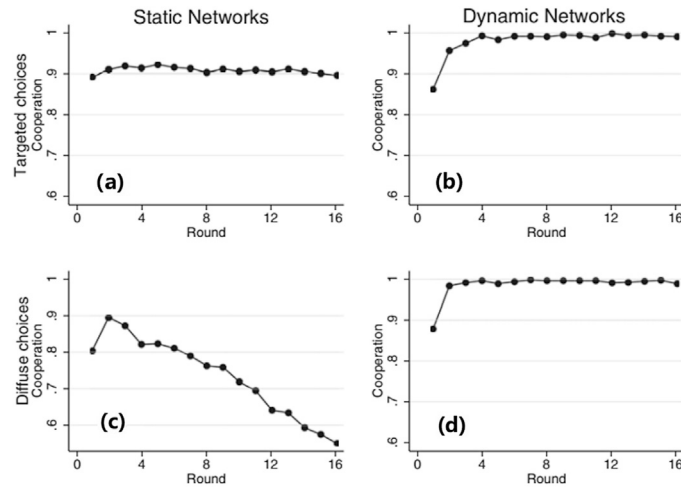 Static Networks
Dynamic Networks
Targeted choices
Cooperation
1
.9
.8
.7
.6
(a)
0 4 8 12 16
Round
Cooperation
1
.9
.8
.7
.6
(b)
0 4 8 12 16
Round
Diffuse choices
Cooperation
1
.9
.8
.7
.6
(c)
0 4 8 12 16
Round
Cooperation
1
.9
.8
.7
.6
(d)
0 4 8 12 16
Round